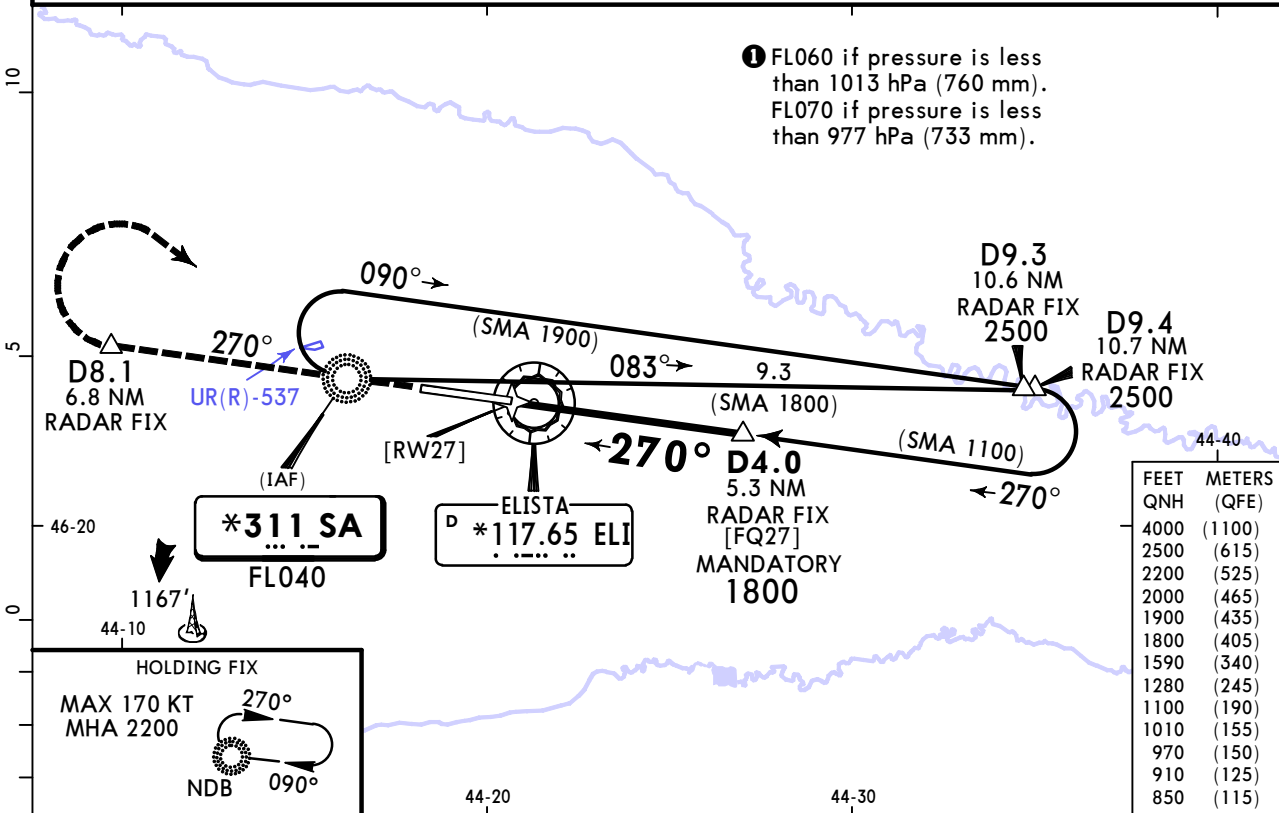 ❶ FL060 if pressure is less
than 1013 hPa (760 mm).
FL070 if pressure is less
than 977 hPa (733 mm).
10
5
0
090°
(SMA 1900)
083°
9.3
(SMA 1800)
D9.3
10.6 NM
RADAR FIX
2500
D9.4
10.7 NM
RADAR FIX
2500
270°
D8.1
6.8 NM
RADAR FIX
UR(R)-537
[RW27]
270°
(SMA 1100)
270°
D4.0
5.3 NM
RADAR FIX
[FQ27]
MANDATORY
1800
(IAF)
*311 SA
FL040
ELISTA
D *117.65 ELI
46-20
1167'
44-10
44-20
44-30
44-40
HOLDING FIX
MAX 170 KT
MHA 2200
270°
090°
NDB
FEET METERS
QNH (QFE)
4000 (1100)
2500 (615)
2200 (525)
2000 (465)
1900 (435)
1800 (405)
1590 (340)
1280 (245)
1100 (190)
1010 (155)
970 (150)
910 (125)
850 (115)